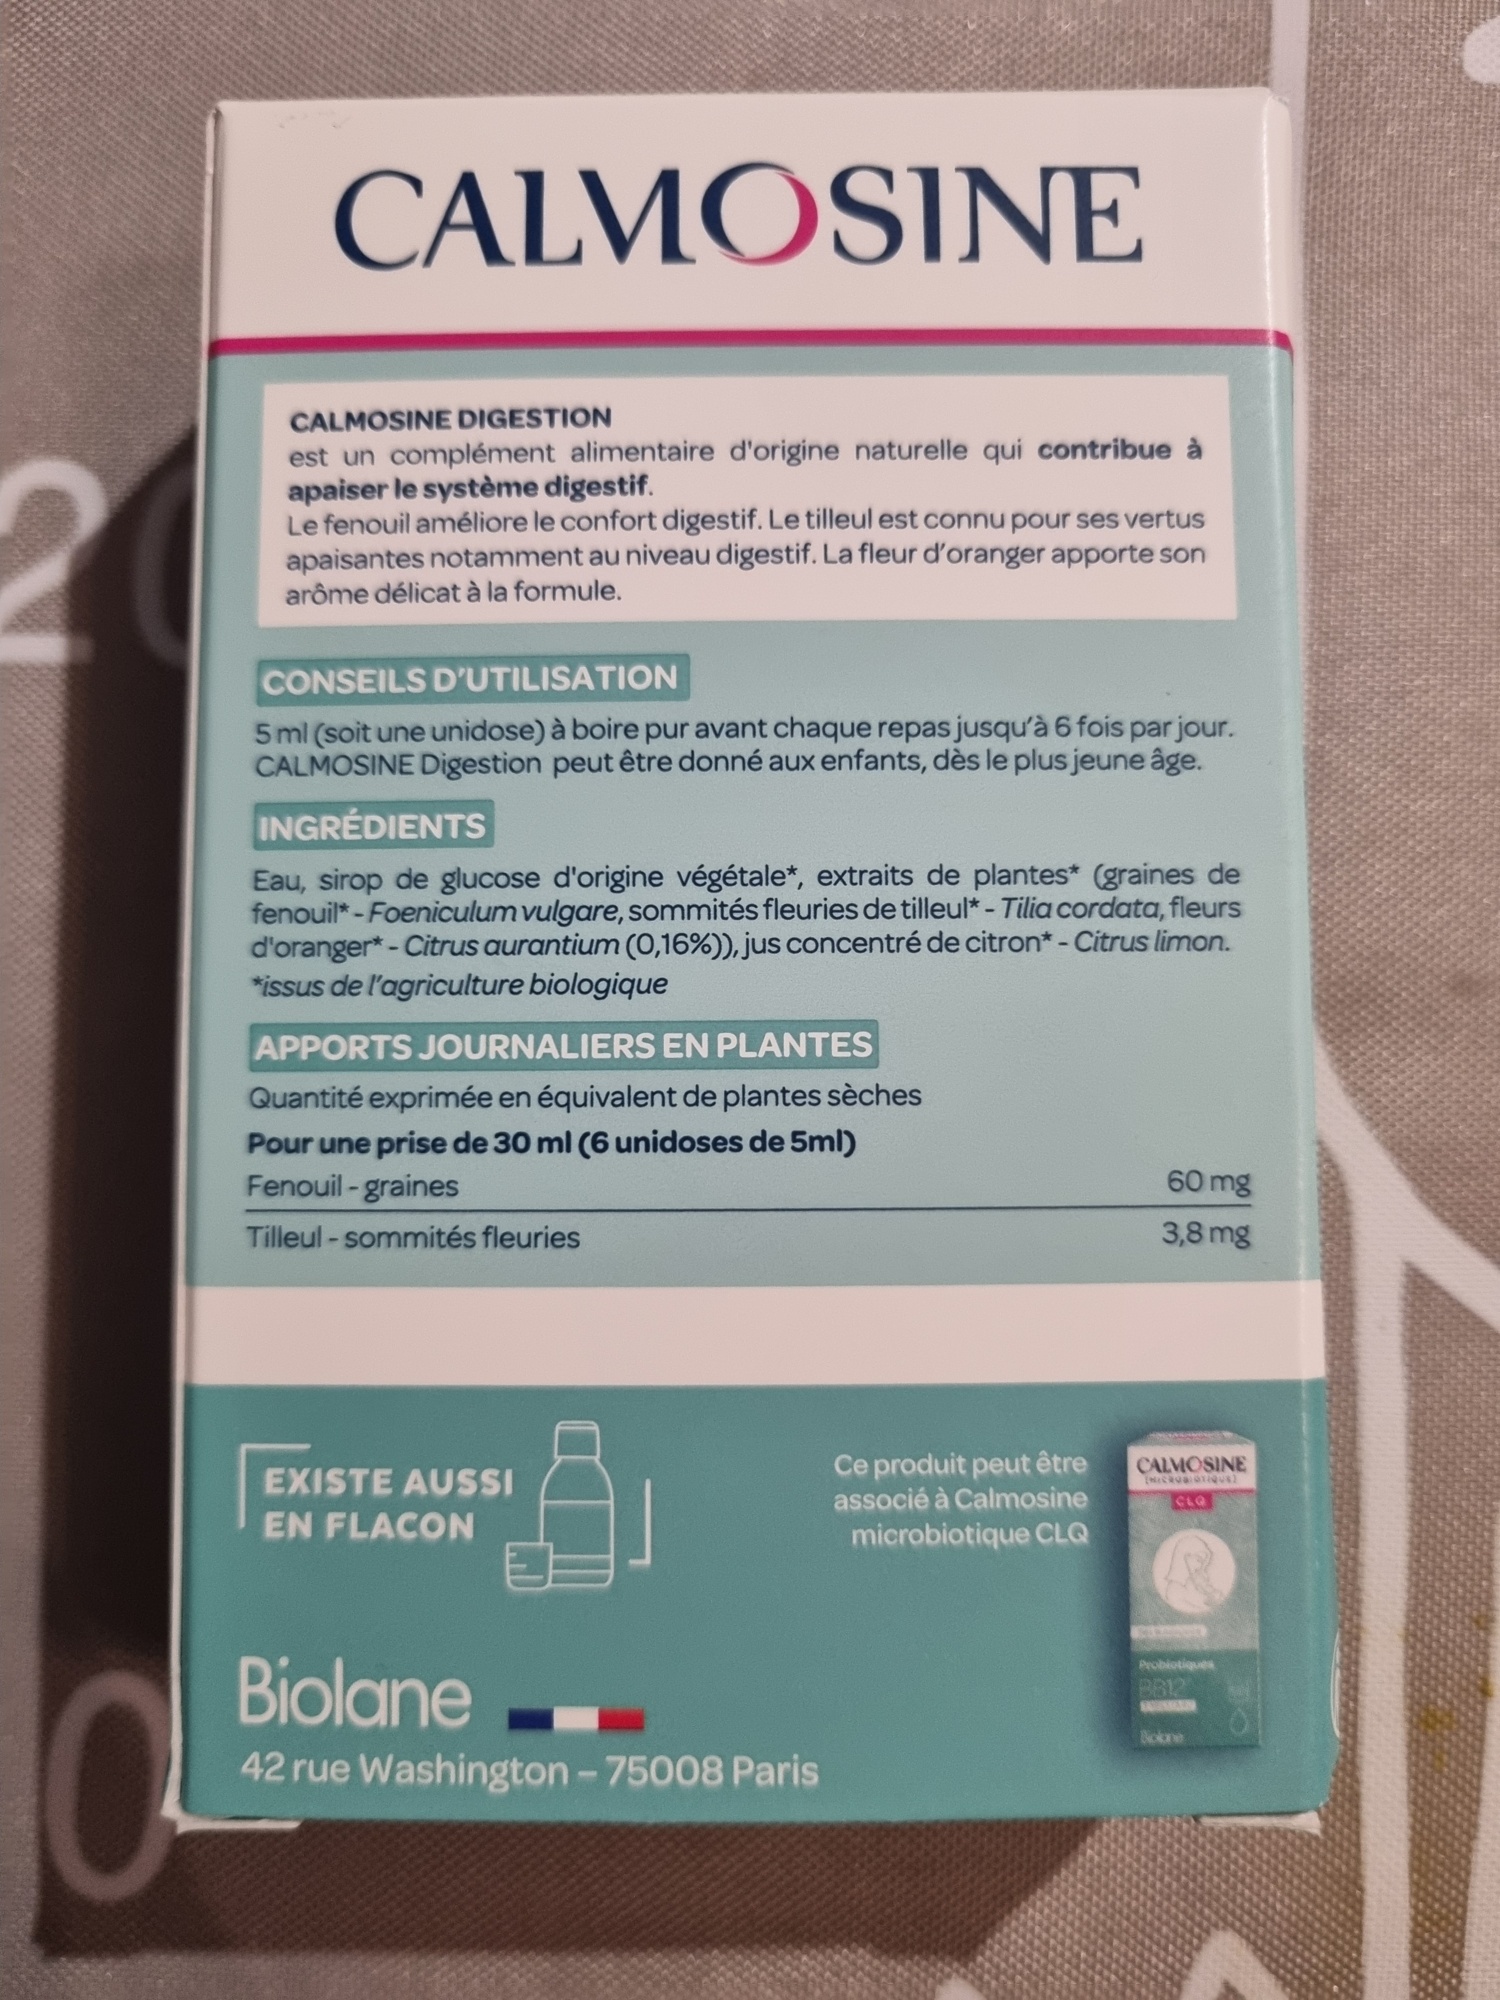 CALMOSINE
CALMOSINE DIGESTION
est un complément alimentaire d'origine naturelle qui contribue à
apaiser le système digestif.
Le fenouil améliore le confort digestif. Le tilleul est connu pour ses vertus
apaisantes notamment au niveau digestif. La fleur d'oranger apporte son
arôme délicat à la formule.
CONSEILS D'UTILISATION
5 ml (soit une unidose) à boire pur avant chaque repas jusqu'à 6 fois par jour.
CALMOSINE Digestion peut être donné aux enfants, dès le plus jeune âge.
INGRÉDIENTS
Eau, sirop de glucose d'origine végétale*, extraits de plantes* (graines de
fenouil* - Foeniculum vulgare, sommités fleuries de tilleul* - Tilia cordata, fleurs
d'oranger* - Citrus aurantium (0,16%)), jus concentré de citron* - Citrus limon.
*issus de l'agriculture biologique
APPORTS JOURNALIERS EN PLANTES
Quantité exprimée en équivalent de plantes sèches
Pour une prise de 30 ml (6 unidoses de 5ml)
Fenouil - graines 60 mg
Tilleul - sommités fleuries 3,8 mg
EXISTE AUSSI
EN FLACON
Ce produit peut être
associé à Calmosine
microbiotique CLQ
CALMOSINE
[MICROBIOTIQUE]
CLQ
Probiotiques
BB12
Biolane
Biolane
42 rue Washington – 75008 Paris
20
0